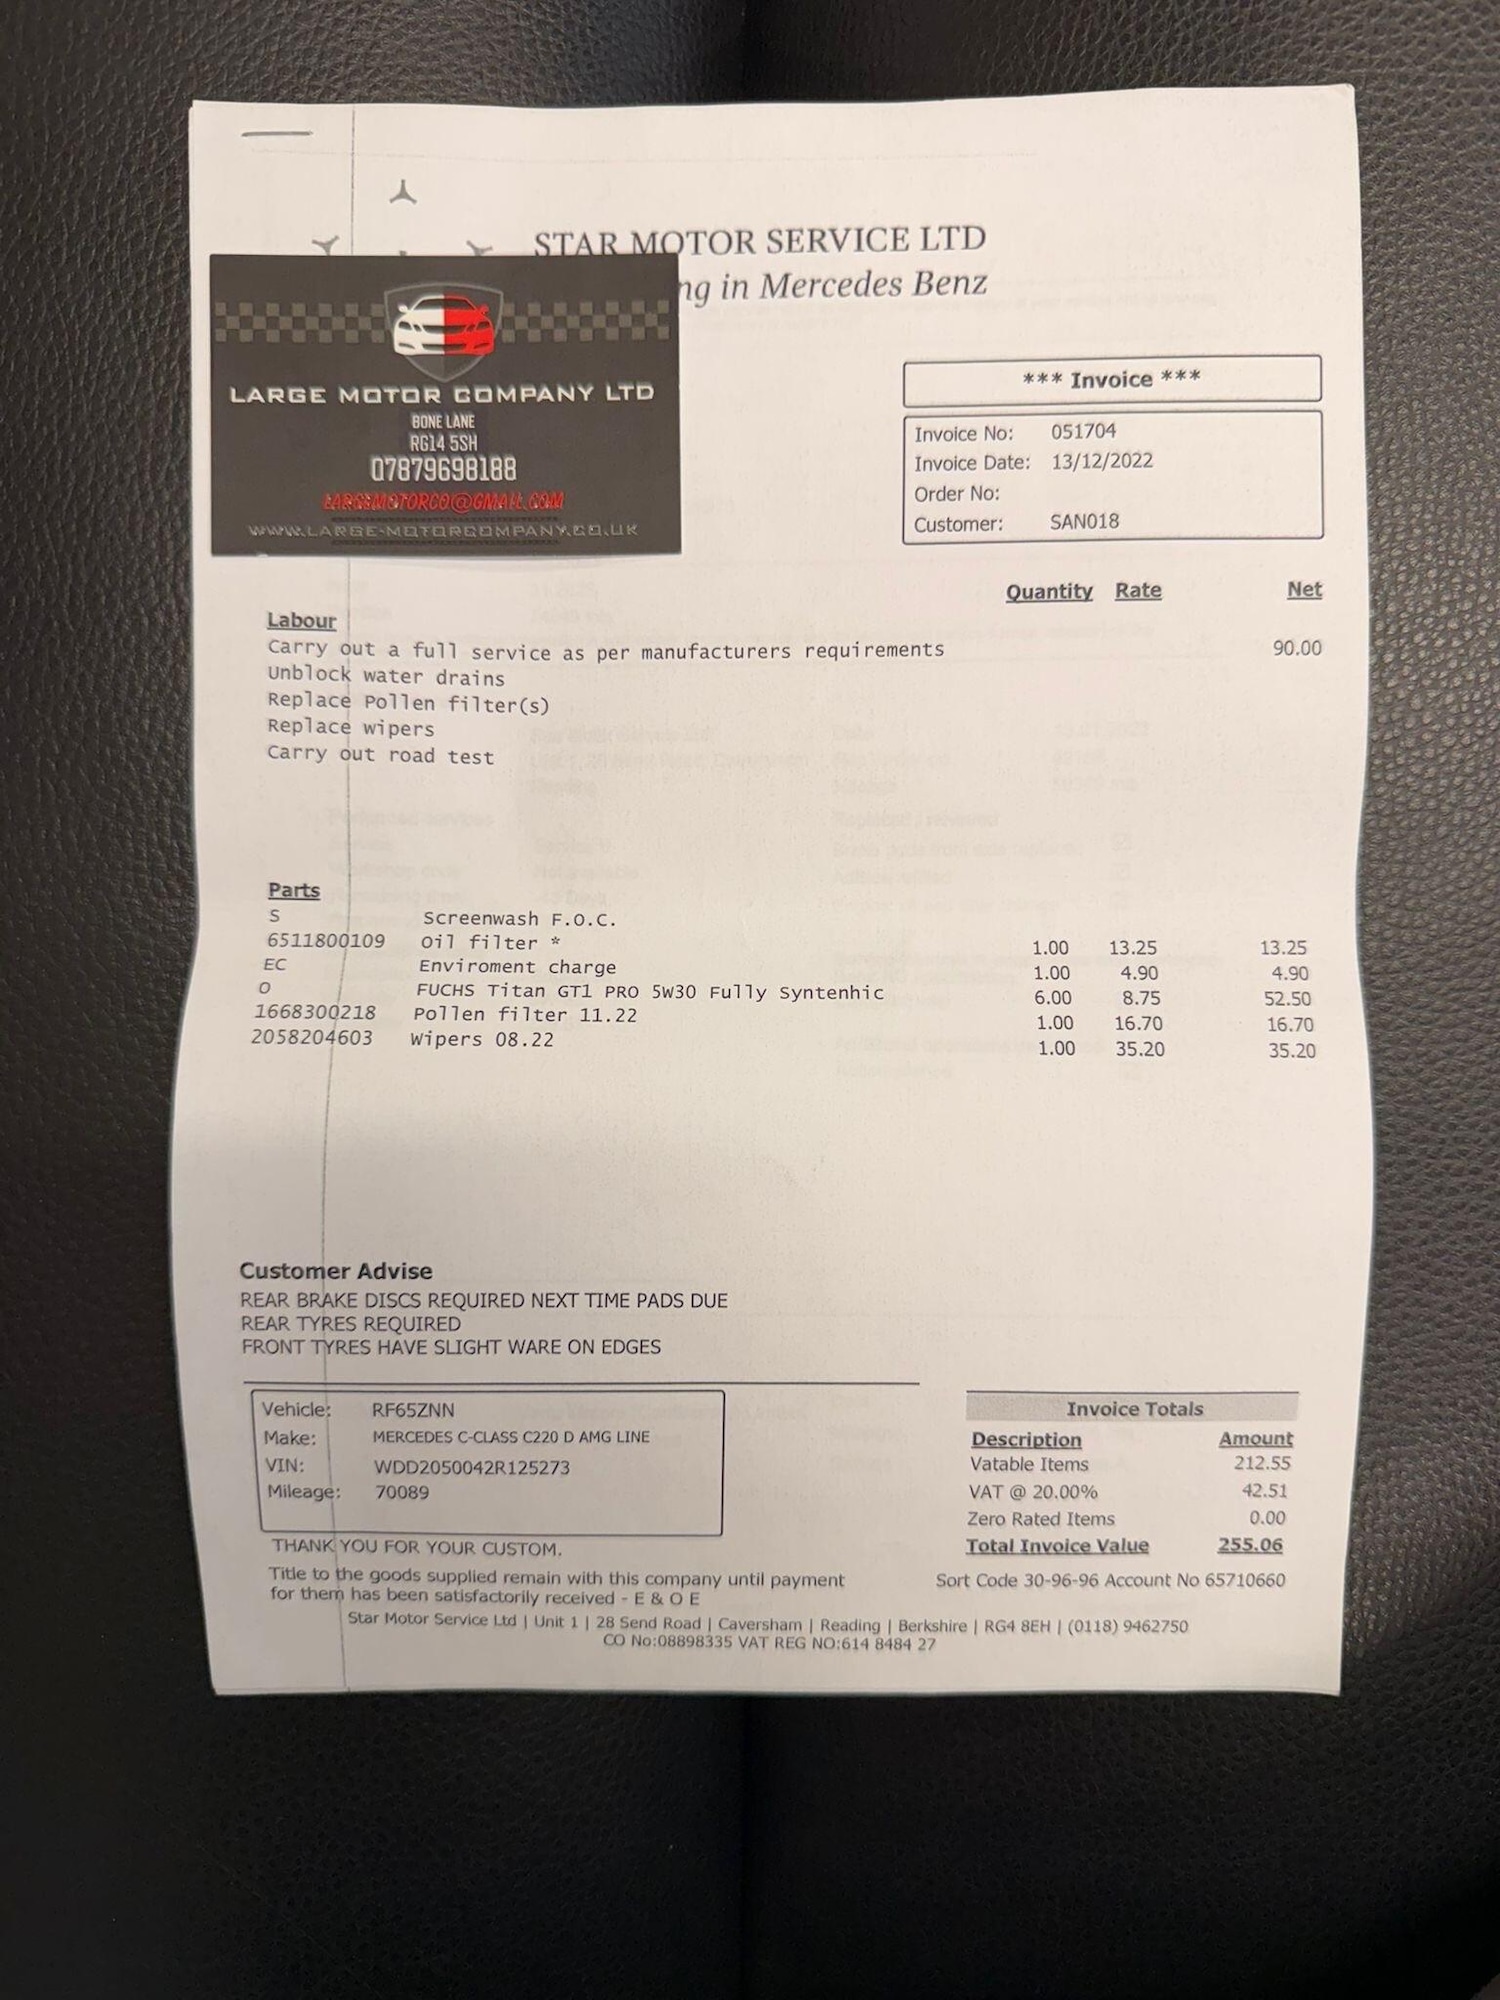 STAR MOTOR SERVICE LTD
ng in Mercedes Benz
LARGE MOTOR COMPANY LTD
BONE LANE
RG14 5SH
07879698188
LARGEMOTORCO@GMAIL.COM
WWW.LARGE-MOTORCOMPANY.CO.UK
*** Invoice ***
Invoice No: 051704
Invoice Date: 13/12/2022
Order No:
Customer: SAN018
Quantity Rate Net
Labour
Carry out a full service as per manufacturers requirements 90.00
Unblock water drains
Replace Pollen filter(s)
Replace wipers
Carry out road test
Parts
S Screenwash F.O.C.
6511800109 Oil filter * 1.00 13.25 13.25
EC Enviroment charge 1.00 4.90 4.90
O FUCHS Titan GT1 PRO 5W30 Fully Syntenhic 6.00 8.75 52.50
1668300218 Pollen filter 11.22 1.00 16.70 16.70
2058204603 Wipers 08.22 1.00 35.20 35.20
Customer Advise
REAR BRAKE DISCS REQUIRED NEXT TIME PADS DUE
REAR TYRES REQUIRED
FRONT TYRES HAVE SLIGHT WARE ON EDGES
Vehicle: RF65ZNN
Make: MERCEDES C-CLASS C220 D AMG LINE
VIN: WDD2050042R125273
Mileage: 70089
Invoice Totals
Description Amount
Vatable Items 212.55
VAT @ 20.00% 42.51
Zero Rated Items 0.00
Total Invoice Value 255.06
THANK YOU FOR YOUR CUSTOM.
Title to the goods supplied remain with this company until payment
for them has been satisfactorily received - E & O E
Sort Code 30-96-96 Account No 65710660
Star Motor Service Ltd | Unit 1 | 28 Send Road | Caversham | Reading | Berkshire | RG4 8EH | (0118) 9462750
CO No:08898335 VAT REG NO:614 8484 27